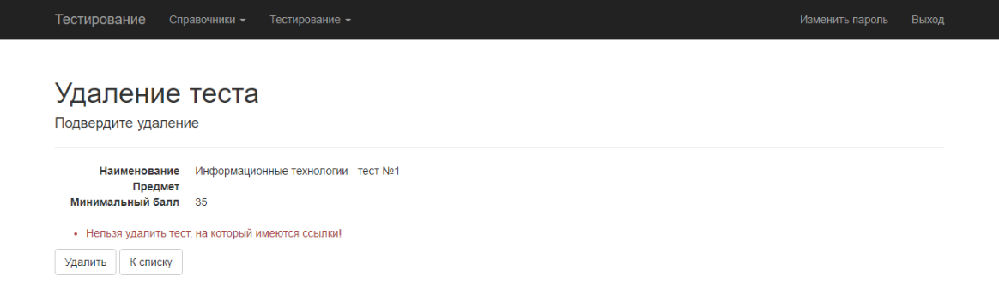 Тестирование Справочники Тестирование Изменить пароль Выход
Удаление теста
Подвердите удаление
Наименование Информационные технологии - тест №1
Предмет
Минимальный балл 35
Нельзя удалить тест, на который имеются ссылки!
Удалить К списку